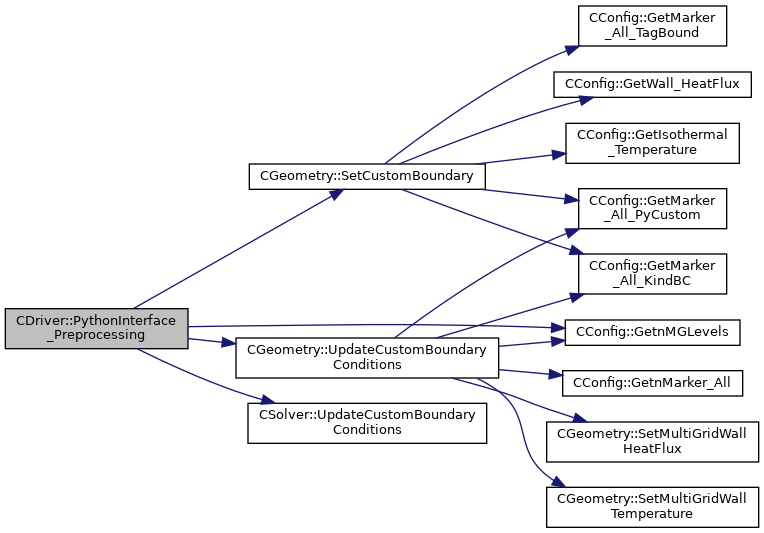 CConfig::GetMarker
_All_TagBound
CConfig::GetWall_HeatFlux
CConfig::GetIsothermal
_Temperature
CGeometry::SetCustomBoundary
CConfig::GetMarker
_All_PyCustom
CConfig::GetMarker
_All_KindBC
CDriver::PythonInterface
_Preprocessing
CConfig::GetnMGLevels
CGeometry::UpdateCustomBoundary
Conditions
CConfig::GetnMarker_All
CSolver::UpdateCustomBoundary
Conditions
CGeometry::SetMultiGridWall
HeatFlux
CGeometry::SetMultiGridWall
Temperature